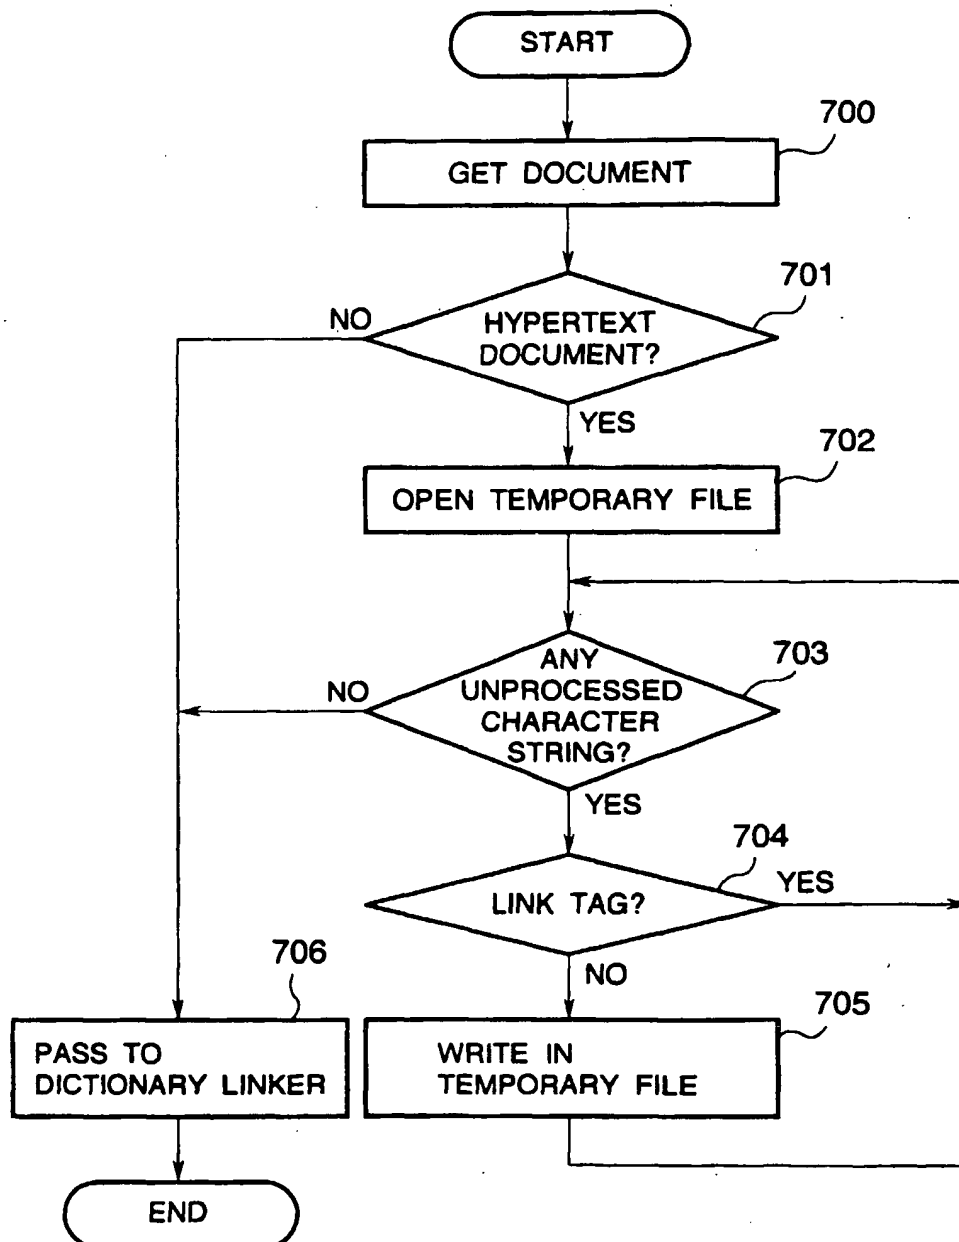 START
700
GET DOCUMENT
701
NO
HYPERTEXT
DOCUMENT?
YES
702
OPEN TEMPORARY FILE
703
NO
ANY
UNPROCESSED
CHARACTER
STRING?
YES
704
LINK TAG?
YES
NO
706
705
PASS TO
DICTIONARY LINKER
WRITE IN
TEMPORARY FILE
END